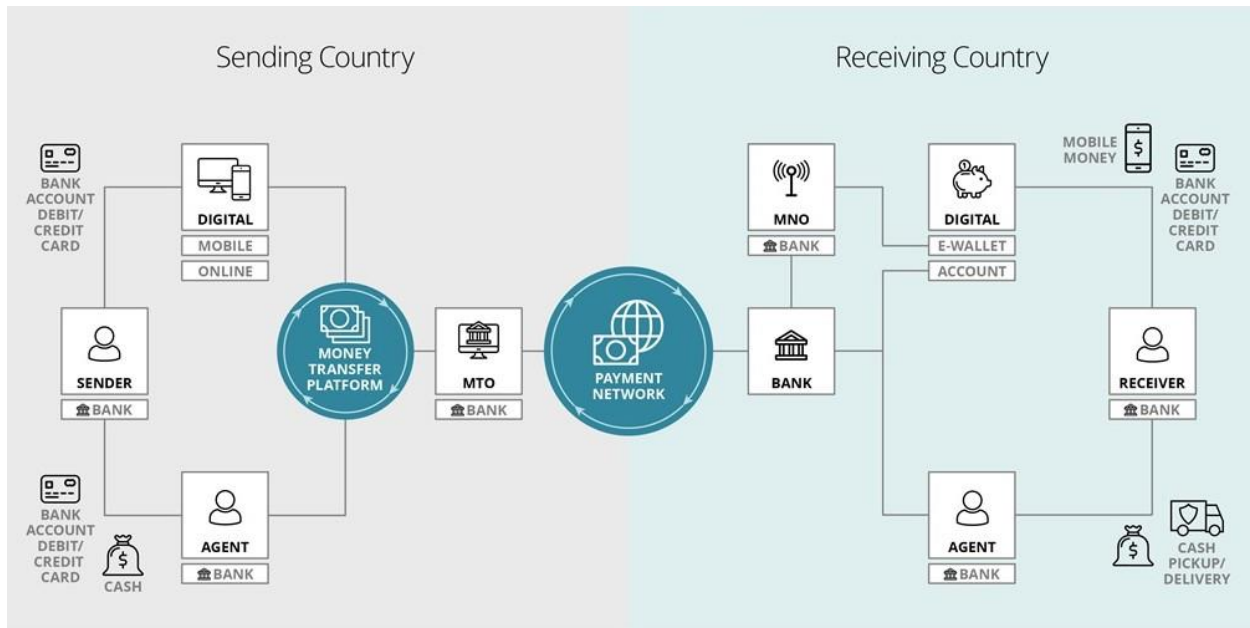 Sending Country
Receiving Country
BANK
ACCOUNT
DEBIT/
CREDIT
CARD
DIGITAL
MOBILE
ONLINE
SENDER
BANK
MONEY
TRANSFER
PLATFORM
MTO
BANK
BANK
ACCOUNT
DEBIT/
CREDIT
CARD
$
CASH
AGENT
BANK
PAYMENT
NETWORK
MNO
BANK
BANK
1
DIGITAL
E-WALLET
ACCOUNT
MOBILE
MONEY
$
BANK
ACCOUNT
DEBIT/
CREDIT
CARD
RECEIVER
BANK
AGENT
BANK
$
CASH
PICKUP/
DELIVERY